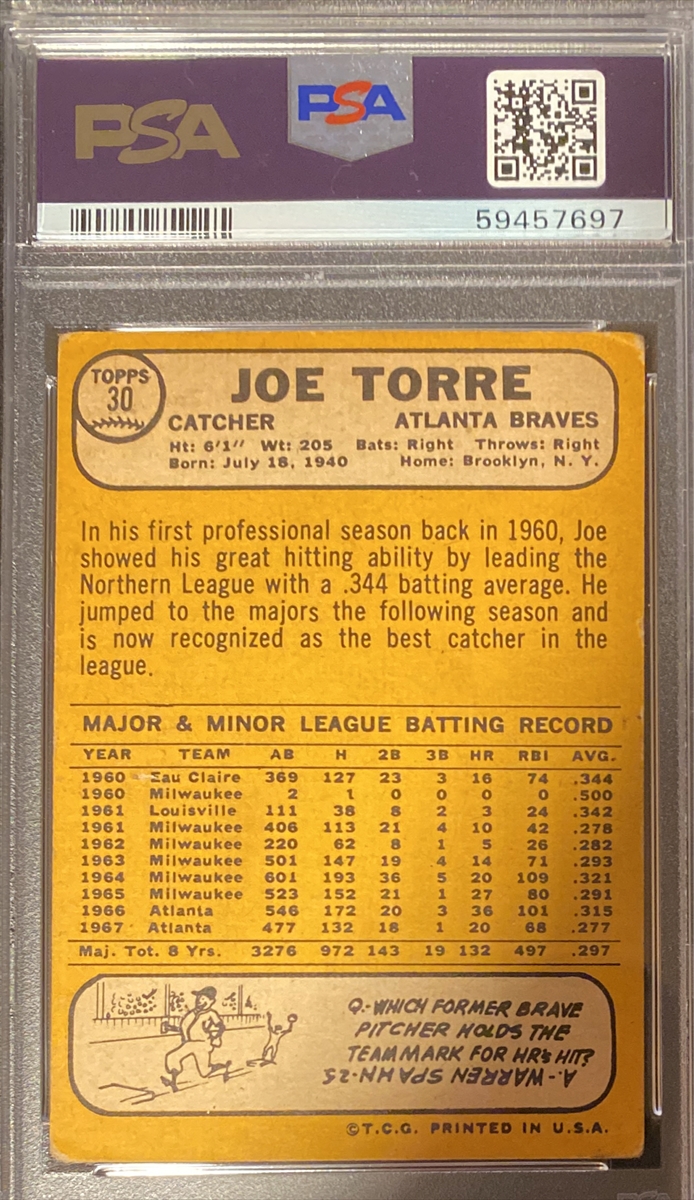 PSA PSA
59457697
TOPPS
30
JOE TORRE
CATCHER ATLANTA BRAVES
Ht: 6'1" Wt: 205 Bats: Right Throws: Right
Born: July 18, 1940 Home: Brooklyn, N. Y.
In his first professional season back in 1960, Joe
showed his great hitting ability by leading the
Northern League with a .344 batting average. He
jumped to the majors the following season and
is now recognized as the best catcher in the
league.
MAJOR & MINOR LEAGUE BATTING RECORD
YEAR TEAM AB H 2B 3B HR RBI AVG.
1960 Eau Claire 369 127 23 3 16 74 .344
1960 Milwaukee 2 1 0 0 0 0 .500
1961 Louisville 111 38 8 2 3 24 .342
1961 Milwaukee 406 113 21 4 10 42 .278
1962 Milwaukee 220 62 8 1 5 26 .282
1963 Milwaukee 501 147 19 4 14 71 .293
1964 Milwaukee 601 193 36 5 20 109 .321
1965 Milwaukee 523 152 21 1 27 80 .291
1966 Atlanta 546 172 20 3 36 101 .315
1967 Atlanta 477 132 18 1 20 68 .277
Maj. Tot. 8 Yrs. 3276 972 143 19 132 497 .297
Q.-WHICH FORMER BRAVE
PITCHER HOLDS THE
TEAM MARK FOR HR'S HIT?
A.-WARREN SPAHN-25
©T.C.G. PRINTED IN U.S.A.